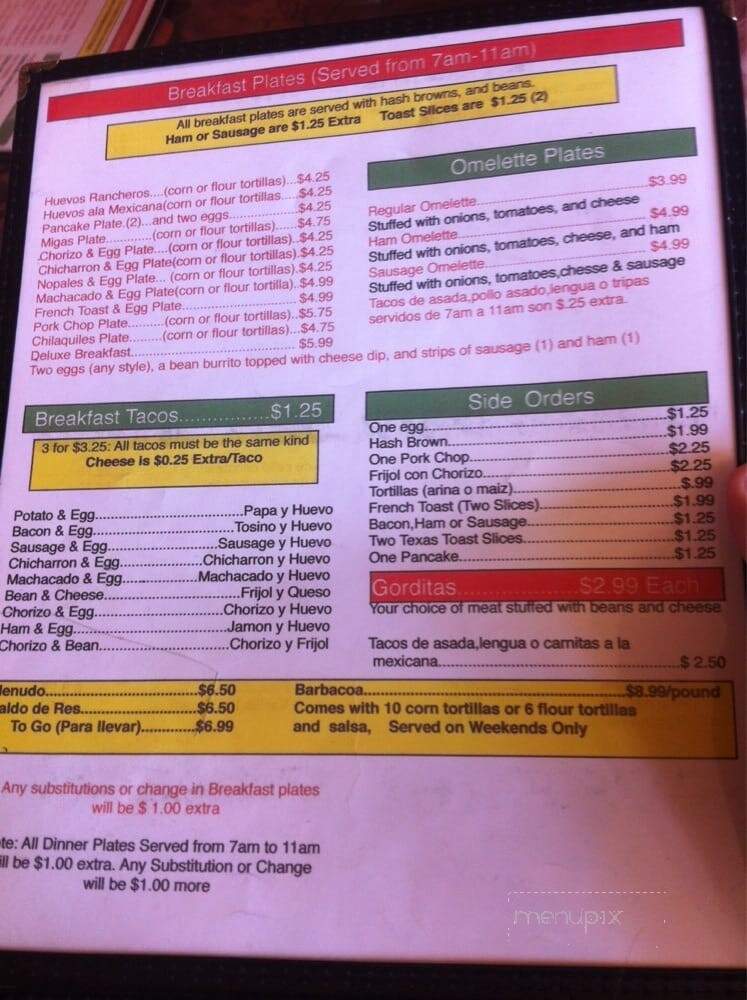 Breakfast Plates (Served from 7am-11am)
All breakfast plates are served with hash browns, and beans.
Ham or Sausage are $1.25 Extra Toast Slices are $1.25 (2)
Huevos Rancheros....(corn or flour tortillas)...$4.25
Huevos ala Mexicana(corn or flour tortillas.....$4.25
Pancake Plate.(2)...and two eggs..................$4.25
Migas Plate............(corn or flour tortillas).....$4.75
Chorizo & Egg Plate....(corn or flour tortillas)..$4.25
Chicharron & Egg Plate(corn or flour tortillas).$4.25
Nopales & Egg Plate... (corn or flour tortillas).$4.25
Machacado & Egg Plate(corn or flour tortilla).$4.99
French Toast & Egg Plate...........................$4.99
Pork Chop Plate.........(corn or flour tortillas)..$5.75
Chilaquiles Plate........(corn or flour tortillas)...$4.75
Deluxe Breakfast......................................$5.99
Two eggs (any style), a bean burrito topped with cheese dip, and strips of sausage (1) and ham (1)
Omelette Plates
Regular Omelette..................................$3.99
Stuffed with onions, tomatoes, and cheese
Ham Omelette......................................$4.99
Stuffed with onions, tomatoes, cheese, and ham
Sausage Omelette.................................$4.99
Stuffed with onions, tomatoes,chesse & sausage
Tacos de asada,pollo asado,lengua o tripas
servidos de 7am a 11am son $.25 extra.
Breakfast Tacos................$1.25
3 for $3.25: All tacos must be the same kind
Cheese is $0.25 Extra/Taco
Potato & Egg............................Papa y Huevo
Bacon & Egg...........................Tosino y Huevo
Sausage & Egg......................Sausage y Huevo
Chicharron & Egg.................Chicharron y Huevo
Machacado & Egg...............Machacado y Huevo
Bean & Cheese..........................Frijol y Queso
Chorizo & Egg.........................Chorizo y Huevo
Ham & Egg..............................Jamon y Huevo
Chorizo & Bean..........................Chorizo y Frijol
Side Orders
One egg................................................$1.25
Hash Brown............................................$1.99
One Pork Chop........................................$2.25
Frijol con Chorizo.....................................$2.25
Tortillas (arina o maiz)...............................$.99
French Toast (Two Slices)..........................$1.99
Bacon,Ham or Sausage.............................$1.25
Two Texas Toast Slices.............................$1.25
One Pancake..........................................$1.25
Gorditas.................$2.99 Each
Your choice of meat stuffed with beans and cheese
Tacos de asada,lengua o carnitas a la
mexicana...............................................$ 2.50
enudo..........................$6.50
aldo de Res....................$6.50
To Go (Para llevar).............$6.99
Barbacoa.............................................$8.99/pound
Comes with 10 corn tortillas or 6 flour tortillas
and salsa, Served on Weekends Only
Any substitutions or change in Breakfast plates
will be $ 1.00 extra
te: All Dinner Plates Served from 7am to 11am
ill be $1.00 extra. Any Substitution or Change
will be $1.00 more
menupix